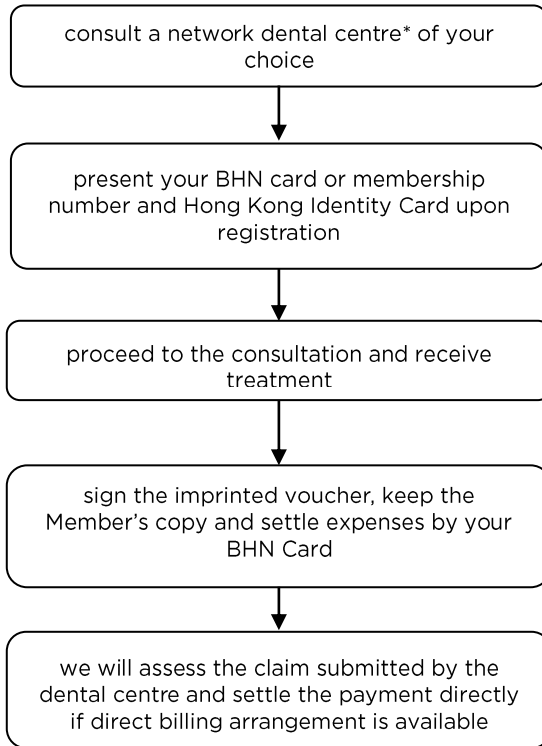 consult a network dental centre* of your
choice
present your BHN card or membership
number and Hong Kong Identity Card upon
registration
proceed to the consultation and receive
treatment
sign the imprinted voucher, keep the
Member’s copy and settle expenses by your
BHN Card
we will assess the claim submitted by the
dental centre and settle the payment directly
if direct billing arrangement is available